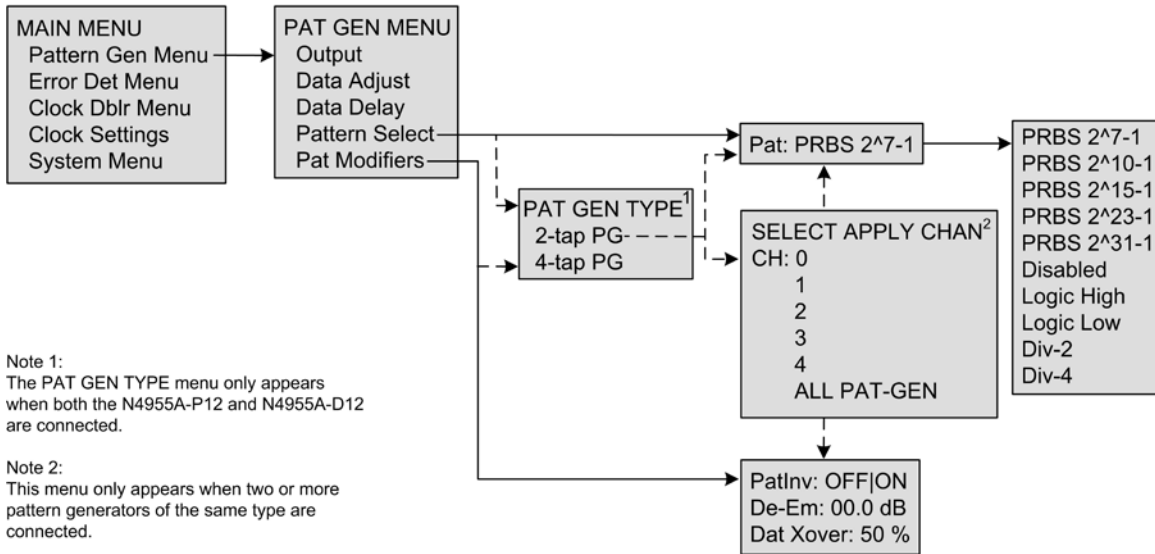 MAIN MENU
Pattern Gen Menu
Error Det Menu
Clock Dblr Menu
Clock Settings
System Menu
PAT GEN MENU
Output
Data Adjust
Data Delay
Pattern Select
Pat Modifiers
PAT GEN TYPE¹
2-tap PG
4-tap PG
Pat: PRBS 2^7-1
SELECT APPLY CHAN²
CH: 0
1
2
3
4
ALL PAT-GEN
PRBS 2^7-1
PRBS 2^10-1
PRBS 2^15-1
PRBS 2^23-1
PRBS 2^31-1
Disabled
Logic High
Logic Low
Div-2
Div-4
PatInv: OFF|ON
De-Em: 00.0 dB
Dat Xover: 50 %
Note 1:
The PAT GEN TYPE menu only appears
when both the N4955A-P12 and N4955A-D12
are connected.
Note 2:
This menu only appears when two or more
pattern generators of the same type are
connected.